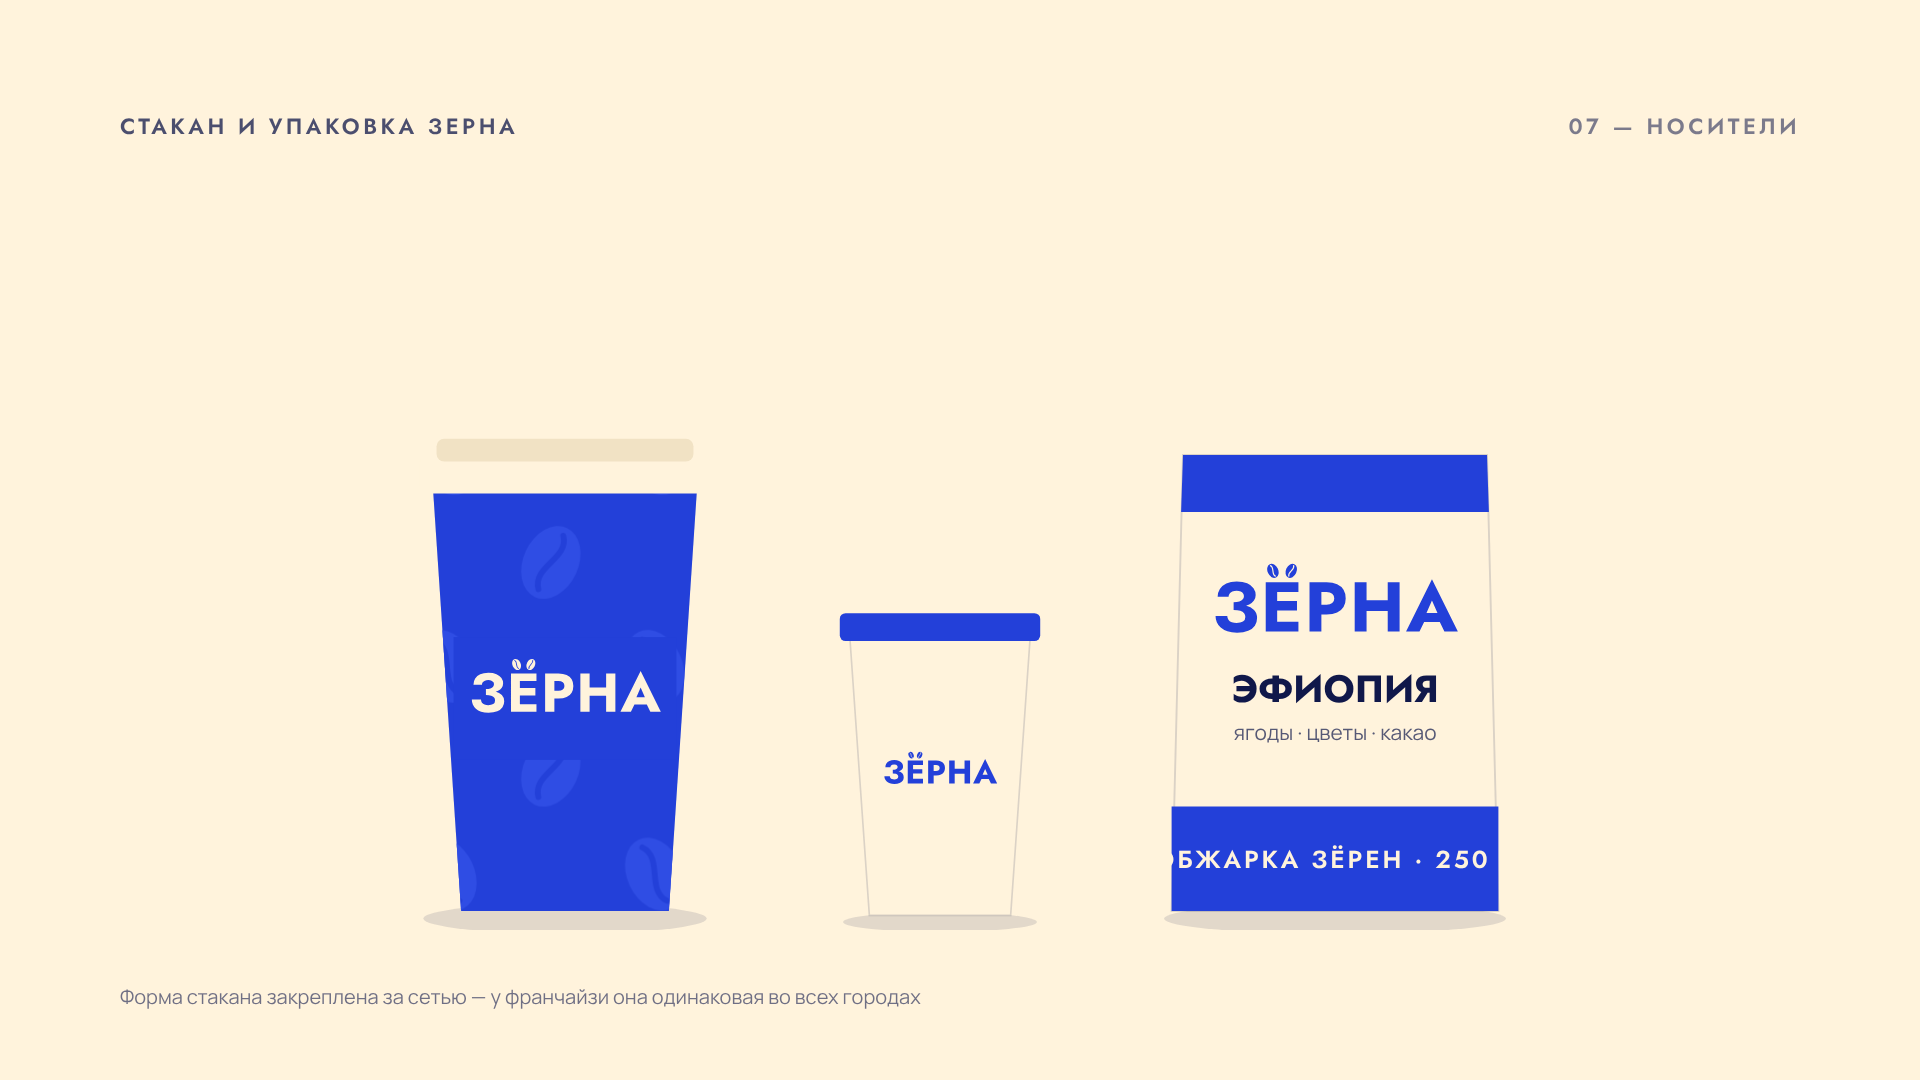 СТАКАН И УПАКОВКА ЗЕРНА
07 — НОСИТЕЛИ
ЗЁРНА
ЗЁРНА
ЗЁРНА
ЭФИОПИЯ
ягоды · цветы · какао
БЖАРКА ЗЁРЕН · 250
Форма стакана закреплена за сетью — у франчайзи она одинаковая во всех городах